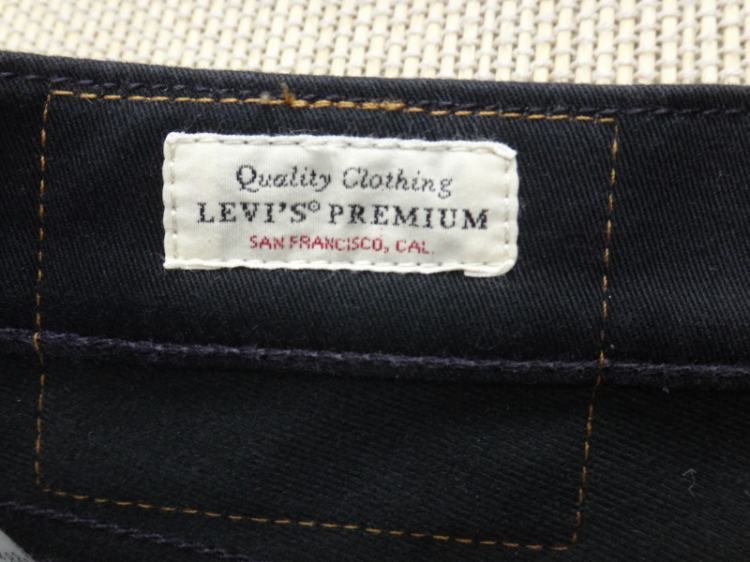 Quality Clothing
LEVI'S® PREMIUM
SAN FRANCISCO, CAL.